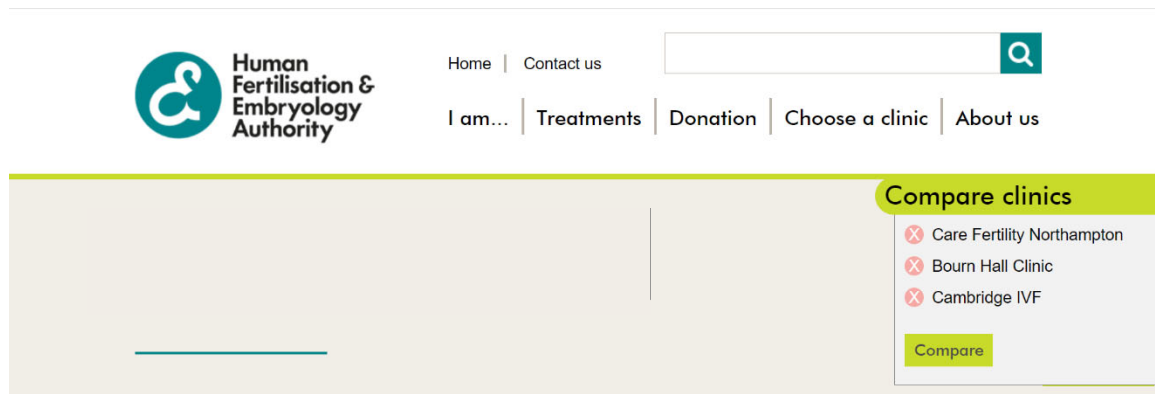 Human
Fertilisation &
Embryology
Authority
Home | Contact us
I am... | Treatments | Donation | Choose a clinic | About us
Compare clinics
X Care Fertility Northampton
X Bourn Hall Clinic
X Cambridge IVF
Compare